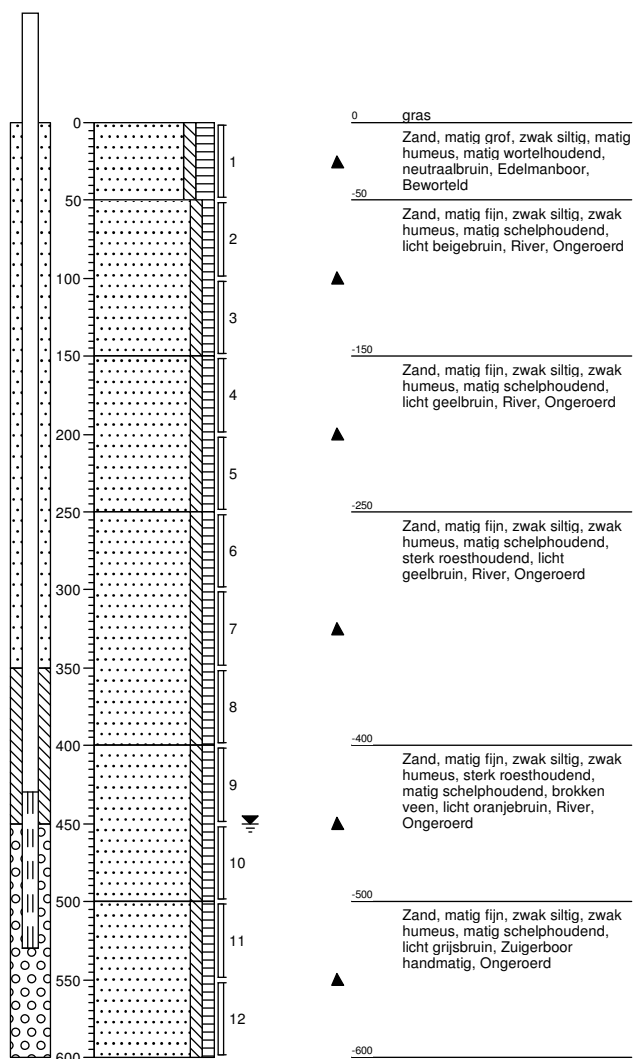 0
50
100
150
200
250
300
350
400
450
500
550
600
1
2
3
4
5
6
7
8
9
10
11
12
0 gras
Zand, matig grof, zwak siltig, matig
humeus, matig wortelhoudend,
neutraalbruin, Edelmanboor,
Beworteld
-50
Zand, matig fijn, zwak siltig, zwak
humeus, matig schelphoudend,
licht beigebruin, River, Ongeroerd
-150
Zand, matig fijn, zwak siltig, zwak
humeus, matig schelphoudend,
licht geelbruin, River, Ongeroerd
-250
Zand, matig fijn, zwak siltig, zwak
humeus, matig schelphoudend,
sterk roesthoudend, licht
geelbruin, River, Ongeroerd
-400
Zand, matig fijn, zwak siltig, zwak
humeus, sterk roesthoudend,
matig schelphoudend, brokken
veen, licht oranjebruin, River,
Ongeroerd
-500
Zand, matig fijn, zwak siltig, zwak
humeus, matig schelphoudend,
licht grijsbruin, Zuigerboor
handmatig, Ongeroerd
-600